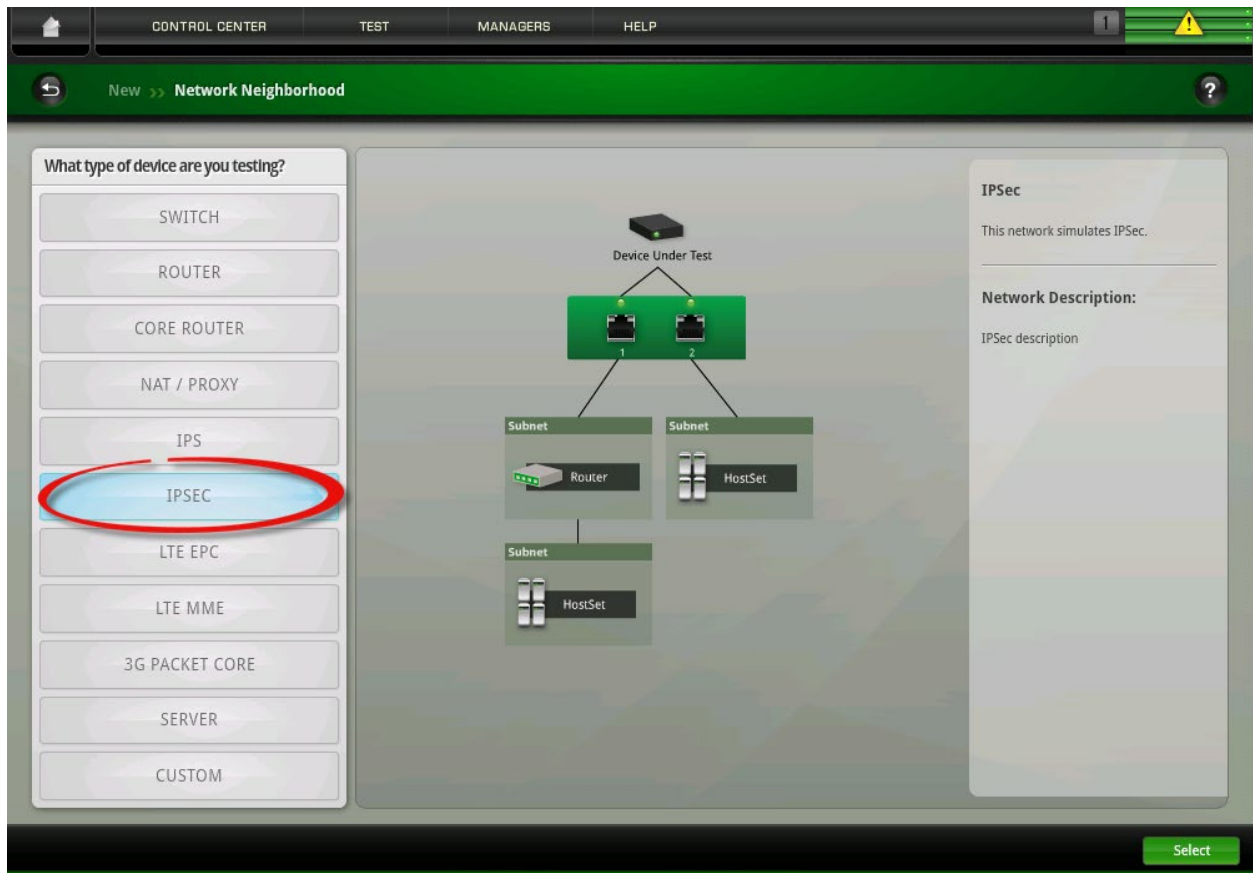 CONTROL CENTER TEST MANAGERS HELP 1
New >> Network Neighborhood ?
What type of device are you testing?
SWITCH
ROUTER
CORE ROUTER
NAT / PROXY
IPS
IPSEC
LTE EPC
LTE MME
3G PACKET CORE
SERVER
CUSTOM
Device Under Test
1 2
Subnet Subnet
Router HostSet
Subnet
HostSet
IPSec
This network simulates IPSec.
Network Description:
IPSec description
Select